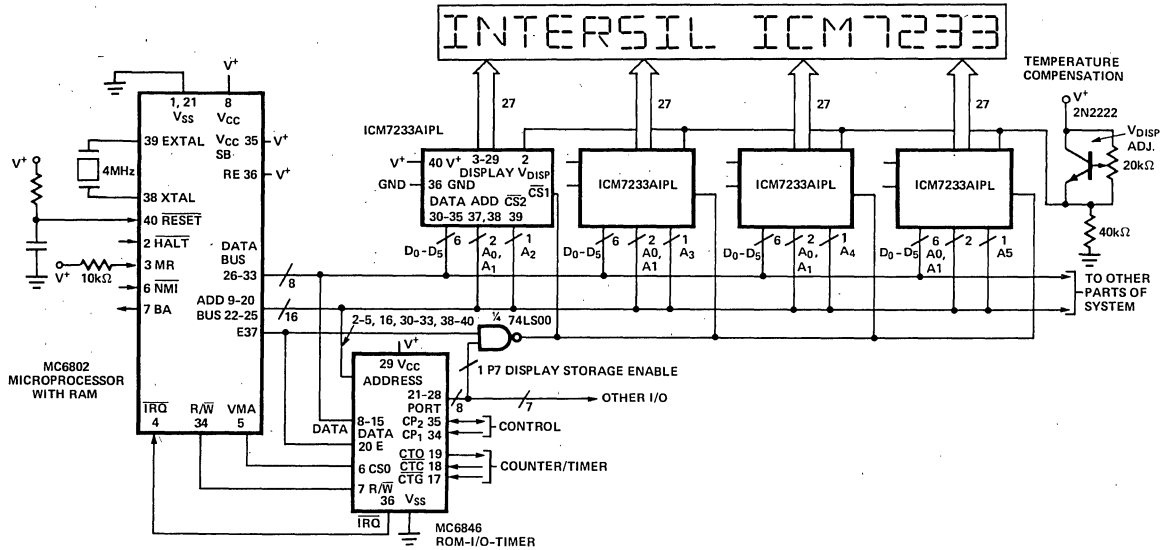 INTERSIL ICM7233
27
27
27
27
TEMPERATURE
COMPENSATION
V+
2N2222
VDISP
ADJ.
20kΩ
40kΩ
V+
1, 21
VSS
8
VCC
39 EXTAL
VCC 35
SB
V+
RE 36
V+
4MHz
38 XTAL
V+
40 RESET
2 HALT
3 MR
V+
10kΩ
6 NMI
7 BA
DATA
BUS
26-33
8
ADD 9-20
BUS 22-25
16
E37
MC6802
MICROPROCESSOR
WITH RAM
IRQ
4
R/W
34
VMA
5
ICM7233AIPL
V+
40 V+
3-29
2
DISPLAY VDISP
GND
36 GND
CS1
DATA ADD CS2
30-35 37, 38 39
ICM7233AIPL
ICM7233AIPL
ICM7233AIPL
D0-D5
6
2
A0,
A1
1
A2
D0-D5
6
2
A0,
A1
1
A3
D0-D5
6
2
A0,
A1
1
A4
D0-D5
6
2
A0,
A1
1
A5
TO OTHER
PARTS OF
SYSTEM
2-5, 16, 30-33, 38-40
¼ 74LS00
V+
29 VCC
ADDRESS
1 P7 DISPLAY STORAGE ENABLE
21-28
PORT
8
7
OTHER I/O
DATA
8-15
DATA
20 E
CP2 35
CP1 34
CONTROL
6 CS0
CTO 19
CTC 18
CTG 17
COUNTER/TIMER
7 R/W
36
VSS
IRQ
MC6846
ROM-I/O-TIMER